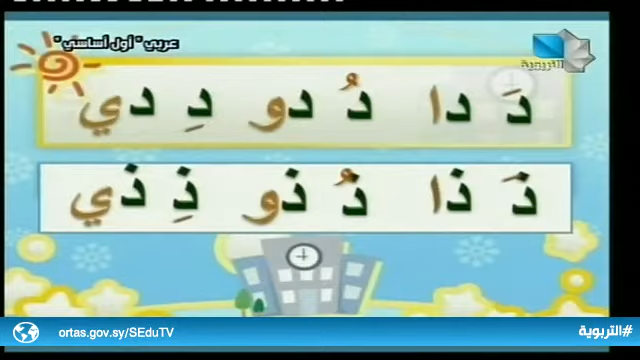 عربي "أول أساسي"
التربوية
دَ دا دُ دو دِ دي
ذَ ذا ذُ ذو ذِ ذي
ortas.gov.sy/SEduTV
#التربوية